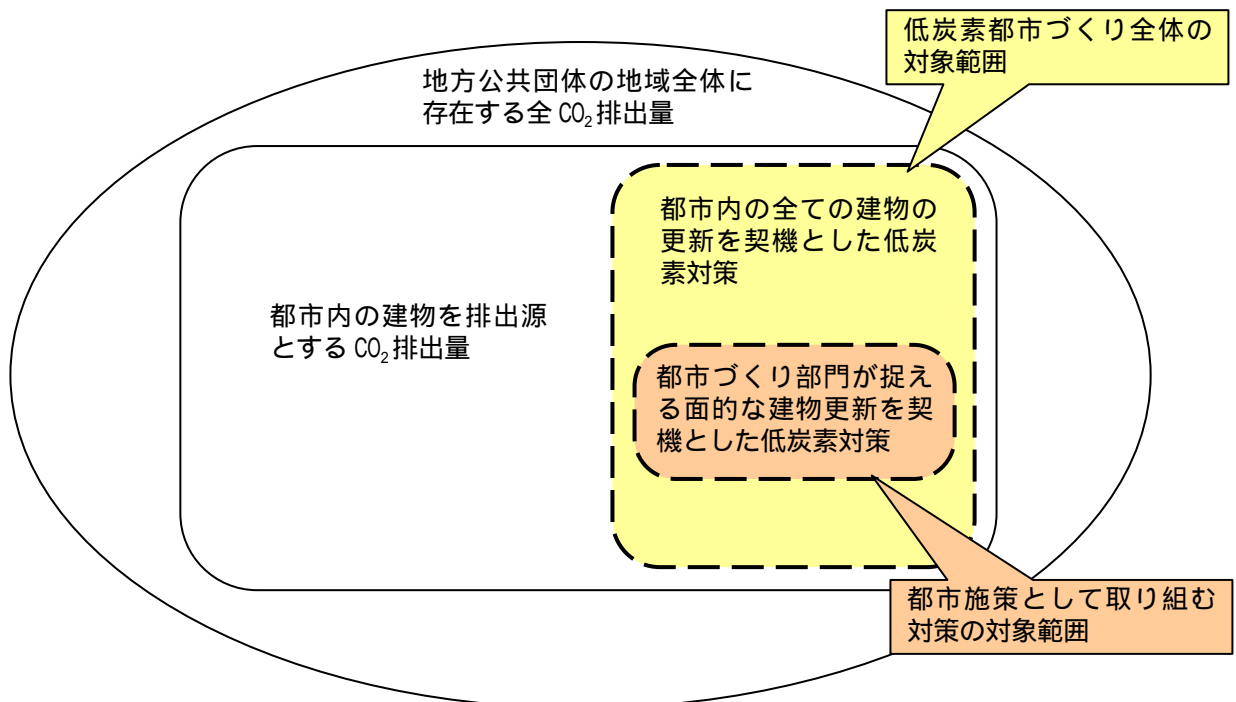 低炭素都市づくり全体の
対象範囲
地方公共団体の地域全体に
存在する全CO₂排出量
都市内の全ての建物の
更新を契機とした低炭
素対策
都市内の建物を排出源
とするCO₂排出量
都市づくり部門が捉え
る面的な建物更新を契
機とした低炭素対策
都市施策として取り組む
対策の対象範囲